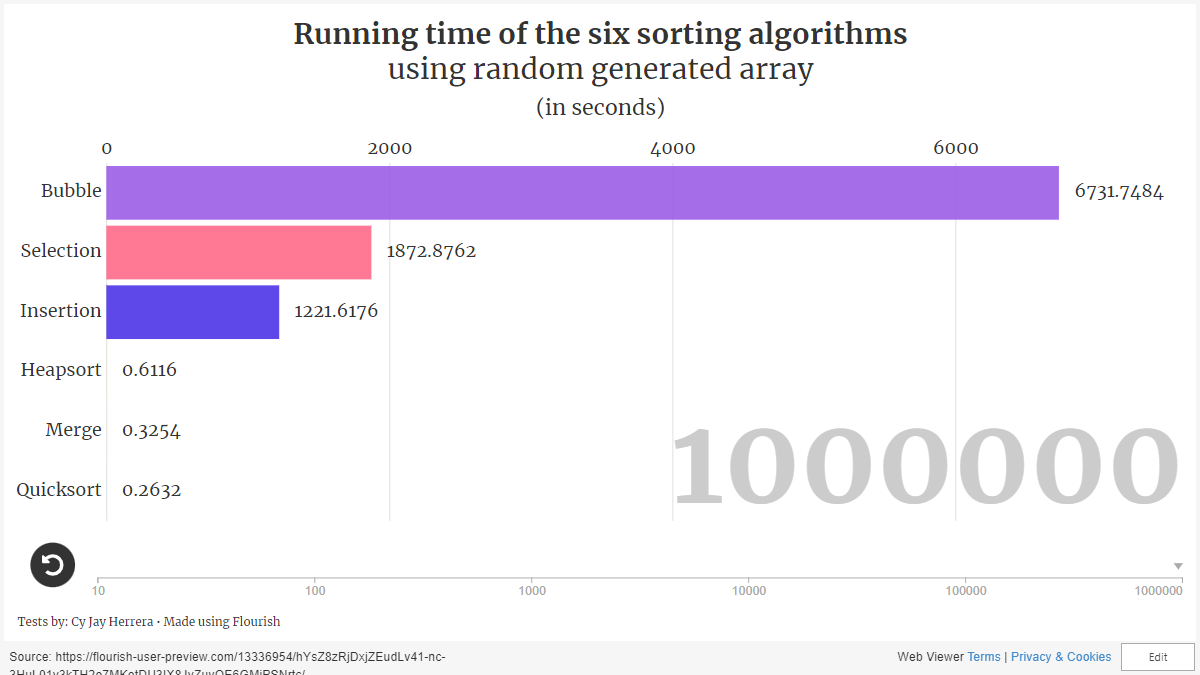 Running time of the six sorting algorithms
using random generated array
(in seconds)
0 2000 4000 6000
Bubble 6731.7484
Selection 1872.8762
Insertion 1221.6176
Heapsort 0.6116
Merge 0.3254
Quicksort 0.2632
1000000
10 100 1000 10000 100000 1000000
Tests by: Cy Jay Herrera • Made using Flourish
Source: https://flourish-user-preview.com/13336954/hYsZ8zRjDxjZEudLv41-nc-
Web Viewer Terms | Privacy & Cookies Edit